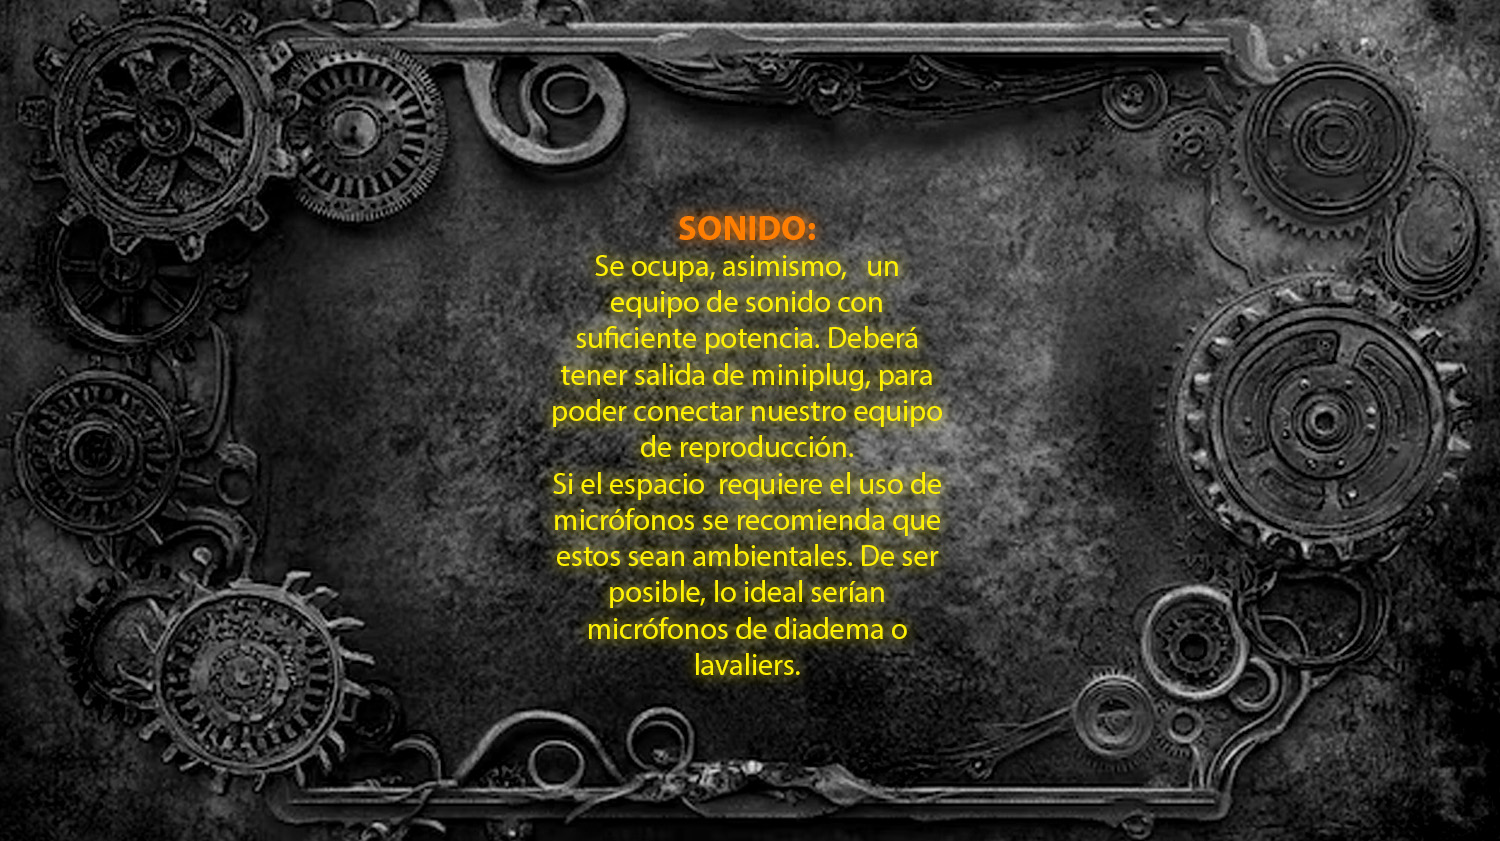 SONIDO:
Se ocupa, asimismo,   un
equipo de sonido con
suficiente potencia. Deberá
tener salida de miniplug, para
poder conectar nuestro equipo
de reproducción.
Si el espacio  requiere el uso de
micrófonos se recomienda que
estos sean ambientales. De ser
posible, lo ideal serían
micrófonos de diadema o
lavaliers.